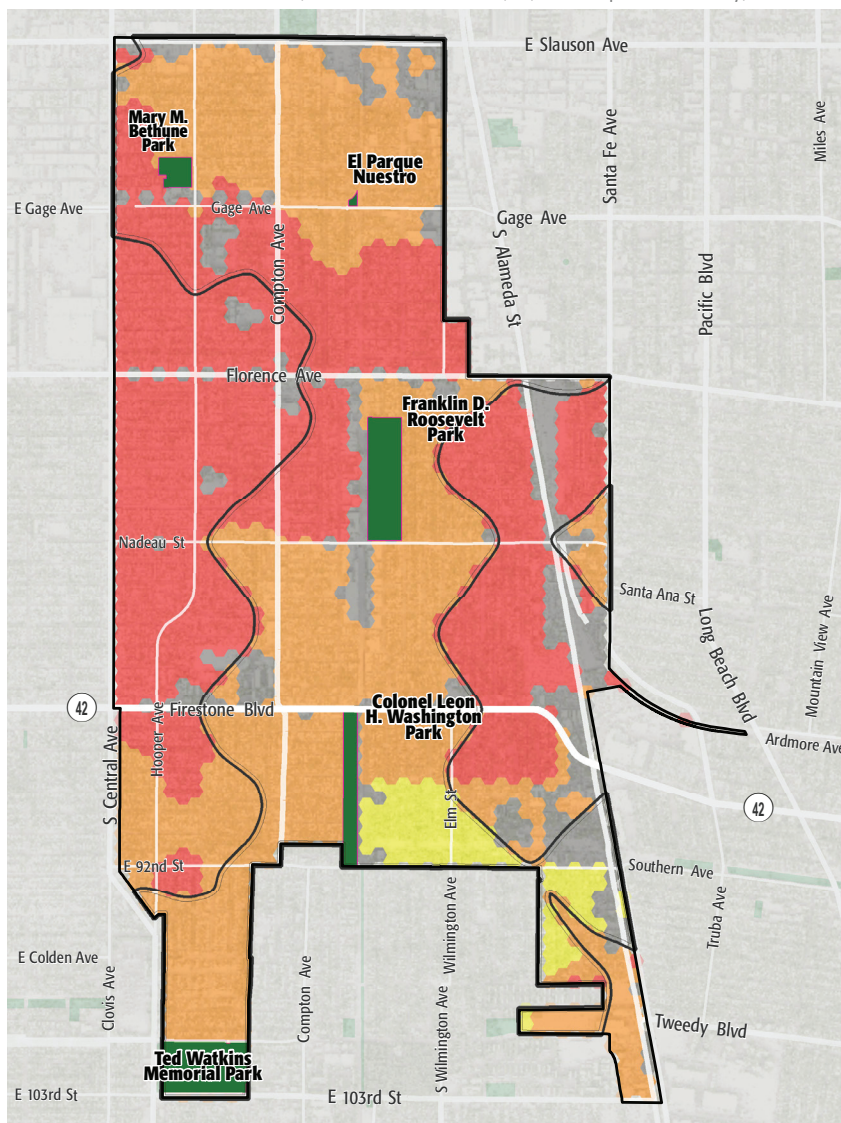 E Slauson Ave
Mary M.
Bethune
Park
El Parque
Nuestro
Santa Fe Ave
Miles Ave
E Gage Ave
Gage Ave
Gage Ave
Compton Ave
S Alameda St
Pacific Blvd
Florence Ave
Franklin D.
Roosevelt
Park
Nadeau St
Santa Ana St
Long Beach Blvd
Mountain View Ave
42
Firestone Blvd
Colonel Leon
H. Washington
Park
Hooper Ave
S Central Ave
Ardmore Ave
42
Elm St
E 92nd St
Southern Ave
Truba Ave
Wilmington Ave
E Colden Ave
Clovis Ave
Compton Ave
S Wilmington Ave
Tweedy Blvd
Ted Watkins
Memorial Park
E 103rd St
E 103rd St